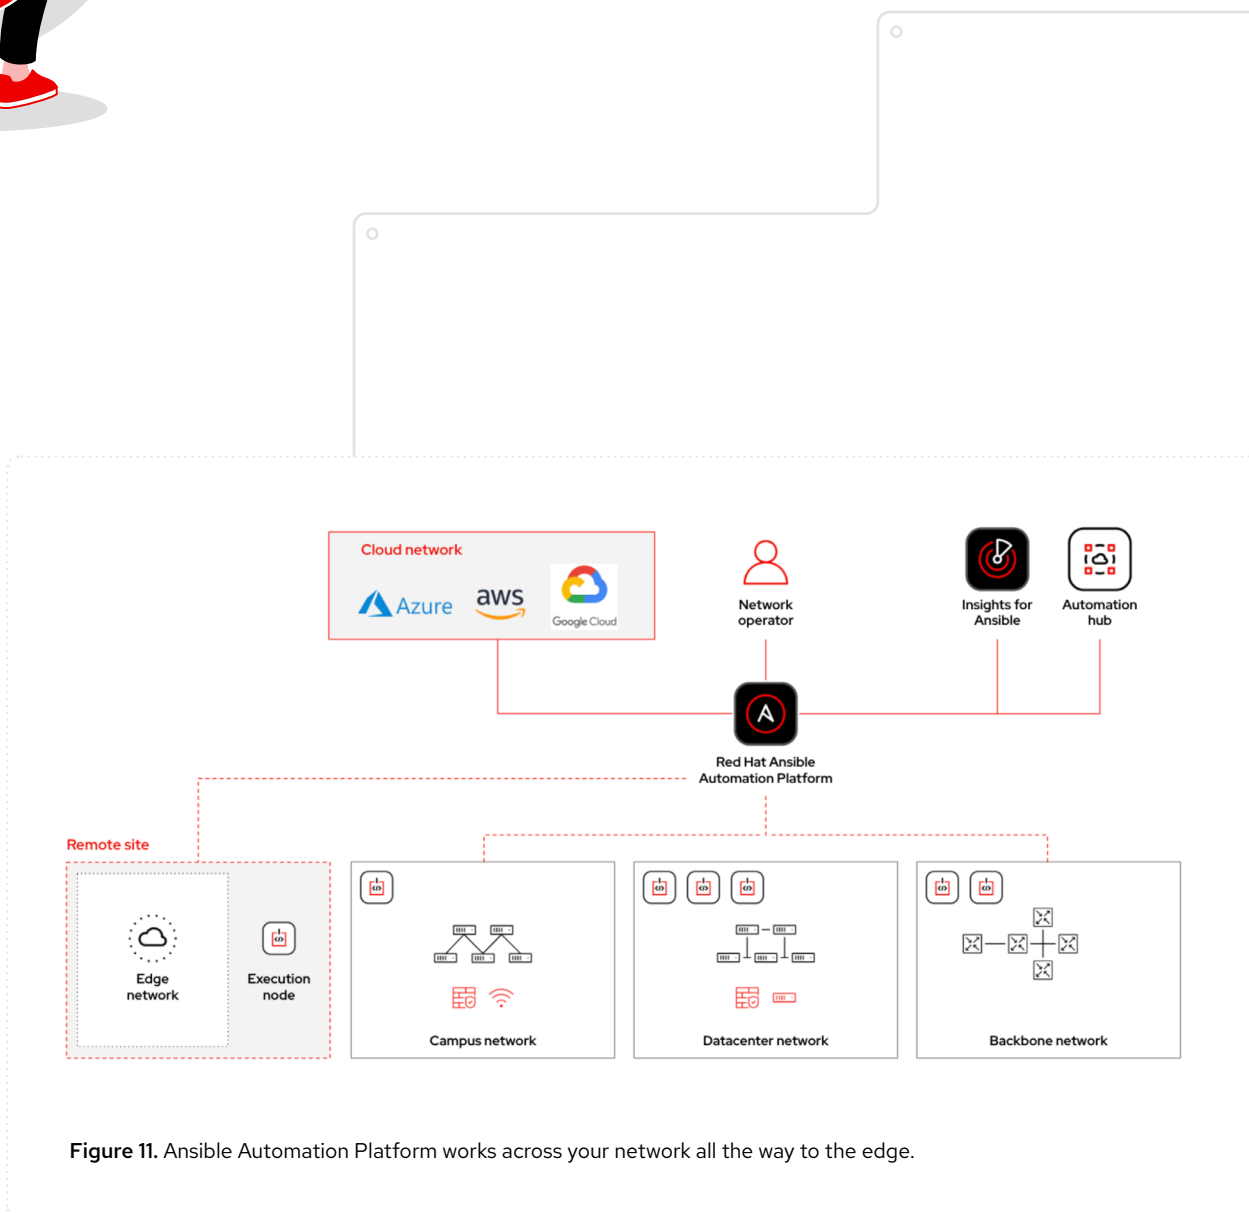 Cloud network
Azure
aws
Google Cloud
Network
operator
Insights for
Ansible
Automation
hub
Red Hat Ansible
Automation Platform
Remote site
Edge
network
Execution
node
Campus network
Datacenter network
Backbone network
Figure 11. Ansible Automation Platform works across your network all the way to the edge.